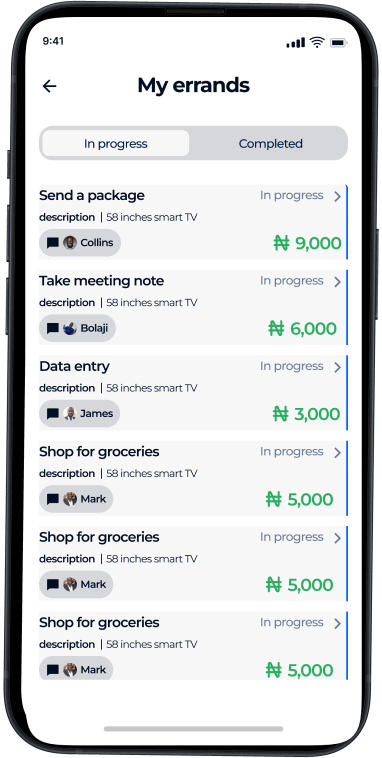 9:41
My errands
In progress Completed
Send a package In progress
description | 58 inches smart TV
Collins ₦ 9,000
Take meeting note In progress
description | 58 inches smart TV
Bolaji ₦ 6,000
Data entry In progress
description | 58 inches smart TV
James ₦ 3,000
Shop for groceries In progress
description | 58 inches smart TV
Mark ₦ 5,000
Shop for groceries In progress
description | 58 inches smart TV
Mark ₦ 5,000
Shop for groceries In progress
description | 58 inches smart TV
Mark ₦ 5,000